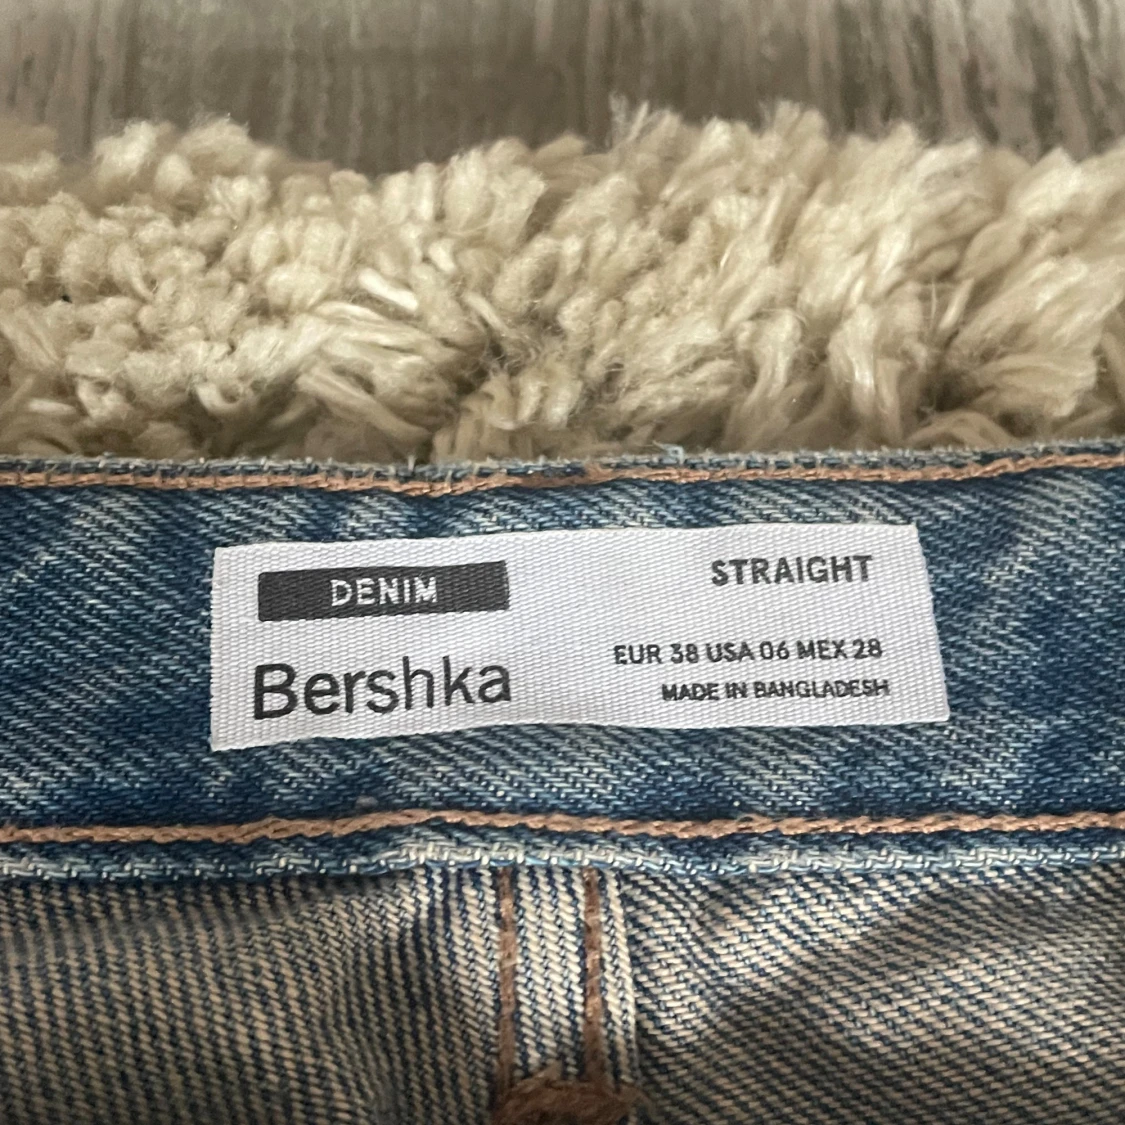 DENIM
STRAIGHT
Bershka
EUR 38 USA 06 MEX 28
MADE IN BANGLADESH